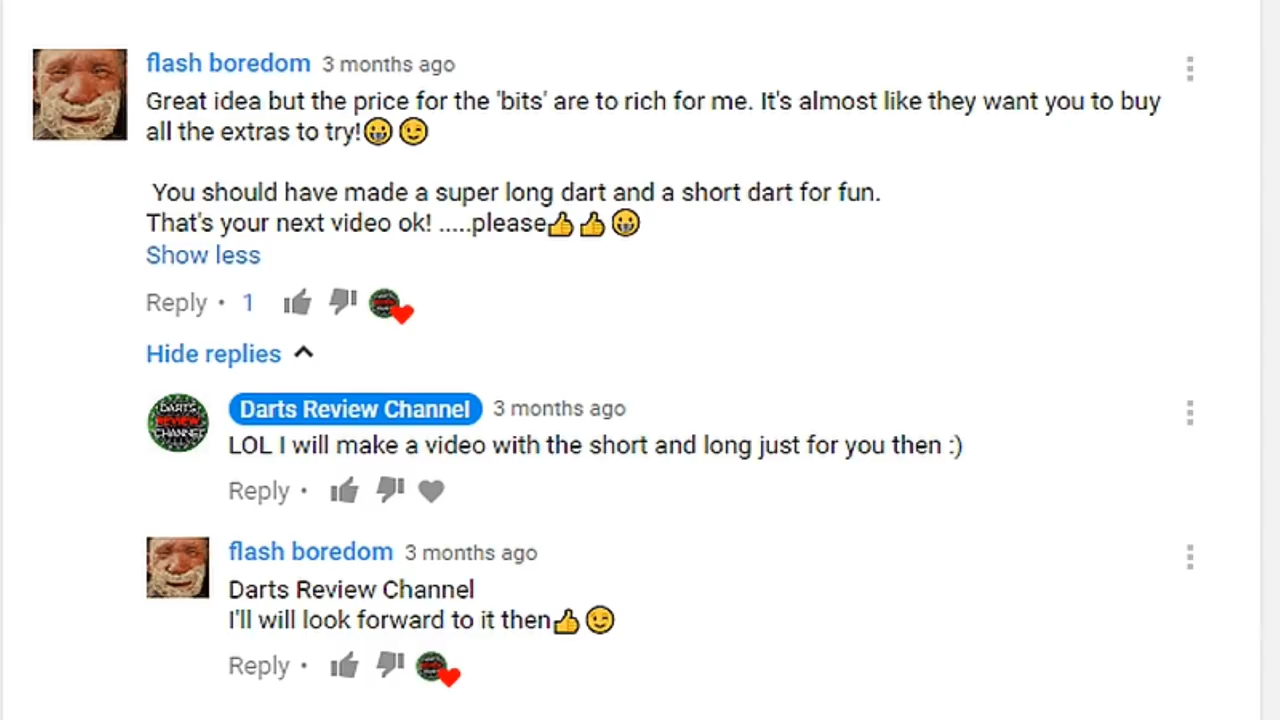 flash boredom 3 months ago
Great idea but the price for the 'bits' are to rich for me. It's almost like they want you to buy
all the extras to try!😀😉
You should have made a super long dart and a short dart for fun.
That's your next video ok! .....please👍👍😀
Show less
Reply • 1
Hide replies
DARTS
REVIEW
CHANNEL
Darts Review Channel 3 months ago
LOL I will make a video with the short and long just for you then :)
Reply •
flash boredom 3 months ago
Darts Review Channel
I'll will look forward to it then👍😉
Reply •